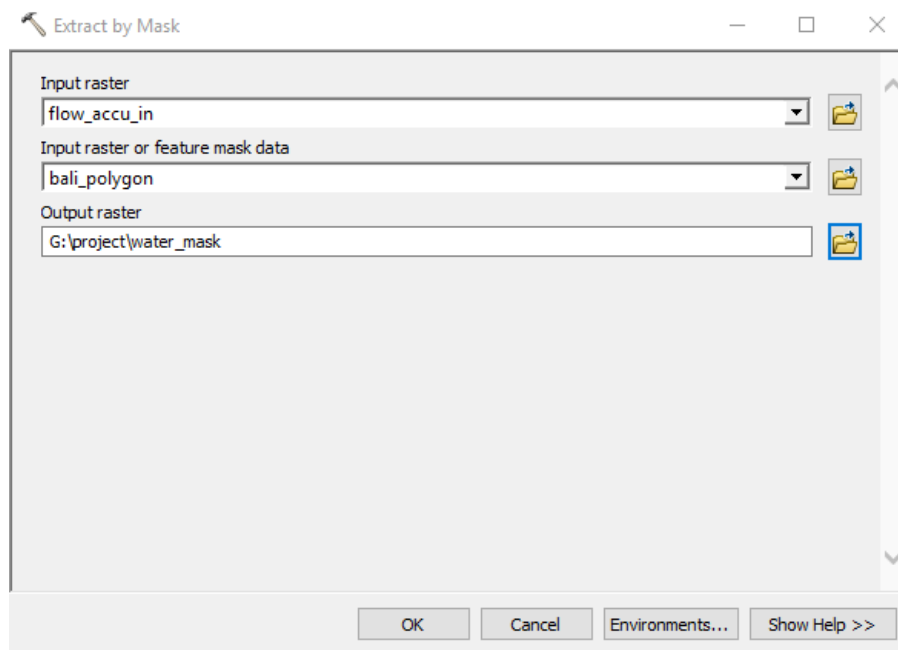 Extract by Mask
Input raster
flow_accu_in
Input raster or feature mask data
bali_polygon
Output raster
G:\project\water_mask
OK Cancel Environments... Show Help >>